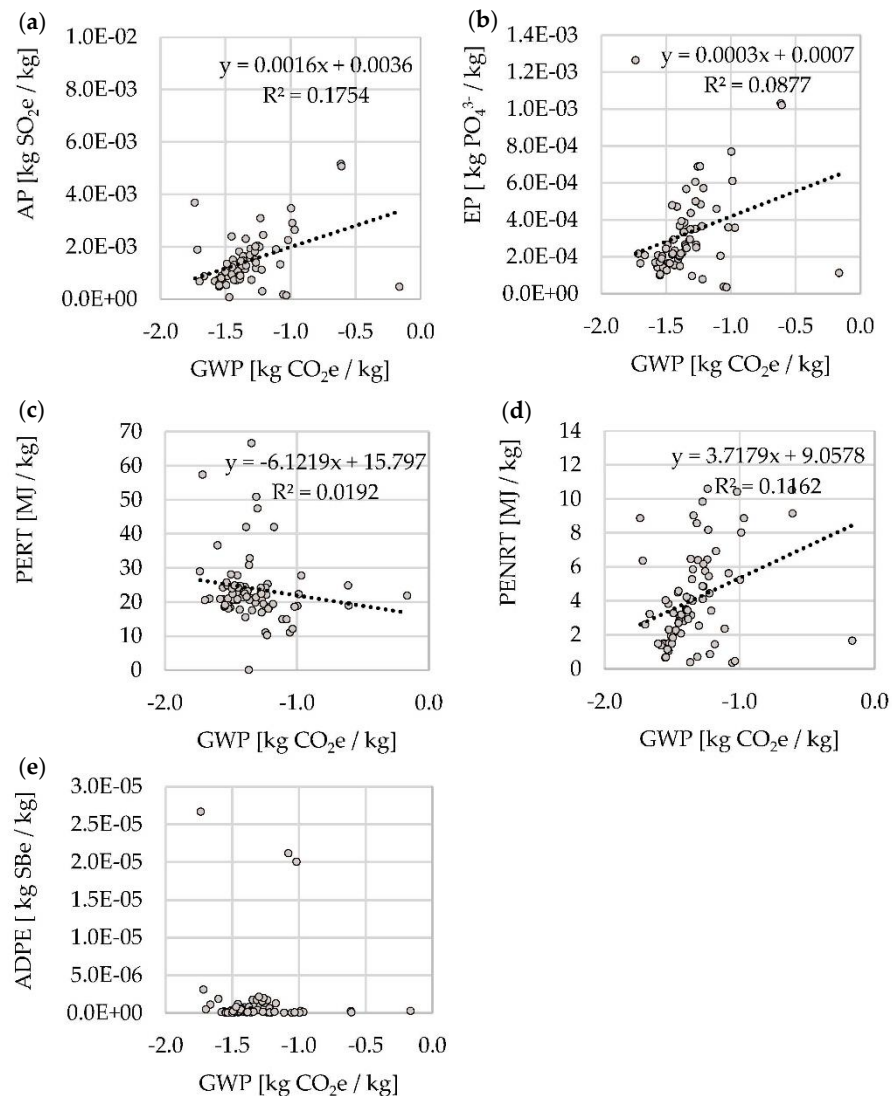 (a)
1.0E-02
8.0E-03
6.0E-03
4.0E-03
2.0E-03
0.0E+00
AP [kg SO₂e / kg]
y = 0.0016x + 0.0036
R² = 0.1754
-2.0 -1.5 -1.0 -0.5 0.0
GWP [kg CO₂e / kg]
(b)
1.4E-03
1.2E-03
1.0E-03
8.0E-04
6.0E-04
4.0E-04
2.0E-04
0.0E+00
EP [ kg PO₄³⁻ / kg]
y = 0.0003x + 0.0007
R² = 0.0877
-2.0 -1.5 -1.0 -0.5 0.0
GWP [kg CO₂e / kg]
(c)
70
60
50
40
30
20
10
0
PERT [MJ / kg]
y = -6.1219x + 15.797
R² = 0.0192
-2.0 -1.5 -1.0 -0.5 0.0
GWP [kg CO₂e / kg]
(d)
14
12
10
8
6
4
2
0
PENRT [MJ / kg]
y = 3.7179x + 9.0578
R² = 0.1162
-2.0 -1.5 -1.0 -0.5 0.0
GWP [kg CO₂e / kg]
(e)
3.0E-05
2.5E-05
2.0E-05
1.5E-05
1.0E-05
5.0E-06
0.0E+00
ADPE [ kg SBe / kg]
-2.0 -1.5 -1.0 -0.5 0.0
GWP [kg CO₂e / kg]